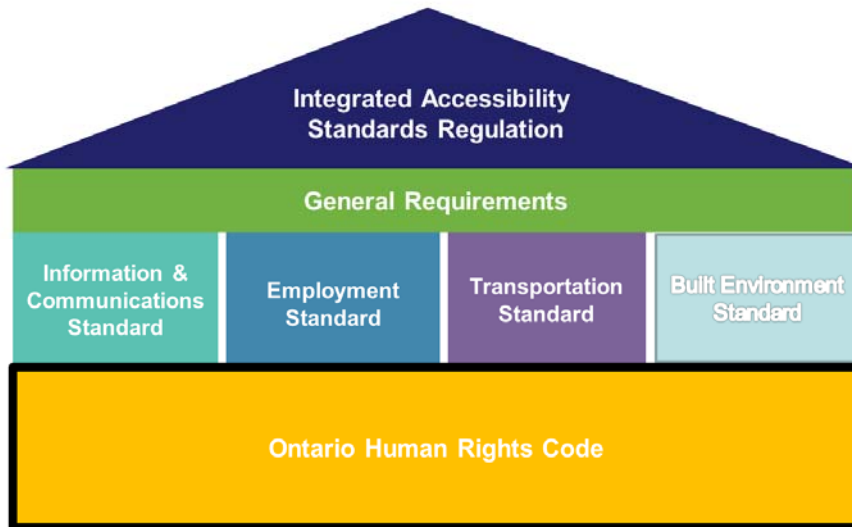 Integrated Accessibility
Standards Regulation
General Requirements
Information &
Communications
Standard
Employment
Standard
Transportation
Standard
Built Environment
Standard
Ontario Human Rights Code